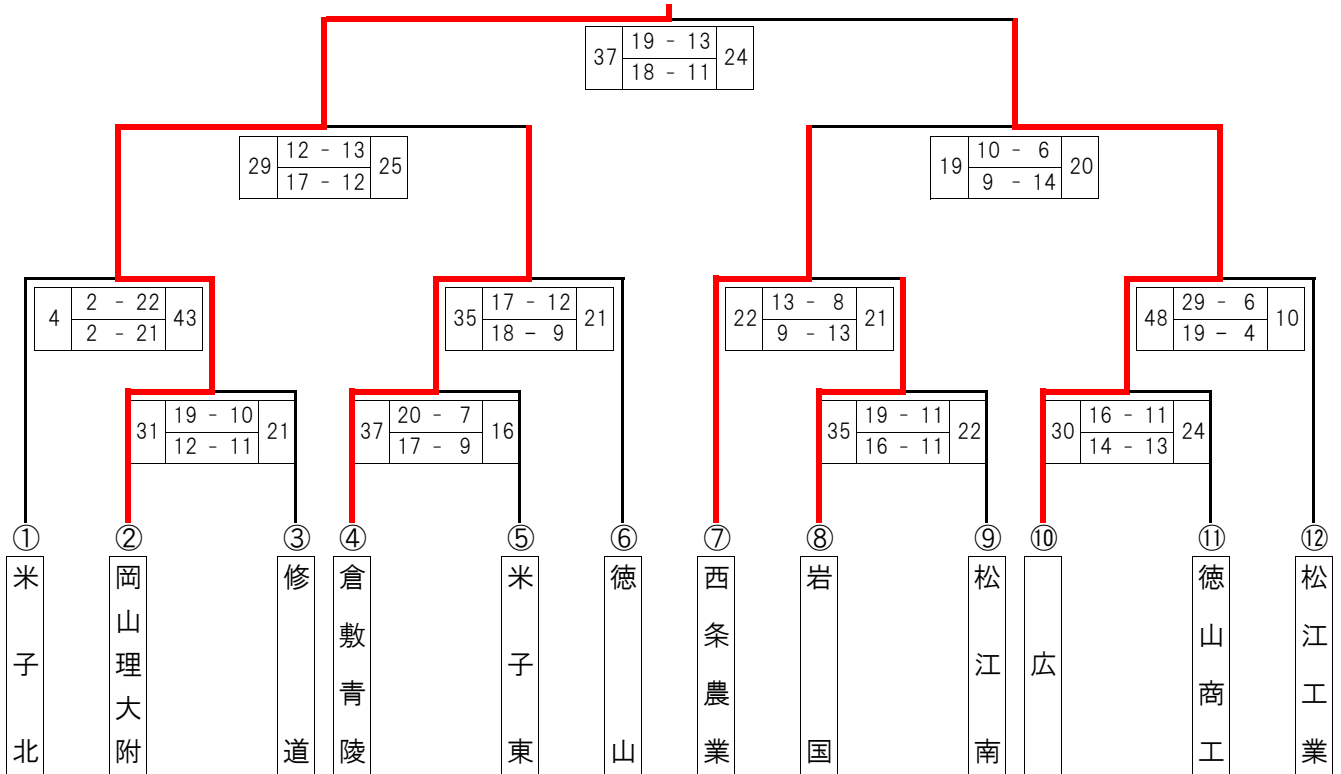 37 19 - 13 24
18 - 11
29 12 - 13 25
17 - 12
19 10 - 6 20
9 - 14
4 2 - 22 43
2 - 21
35 17 - 12 21
18 - 9
22 13 - 8 21
9 - 13
48 29 - 6 10
19 - 4
31 19 - 10 21
12 - 11
37 20 - 7 16
17 - 9
35 19 - 11 22
16 - 11
30 16 - 11 24
14 - 13
① 米子北
② 岡山理大附
③ 修道
④ 倉敷青陵
⑤ 米子東
⑥ 徳山
⑦ 西条農業
⑧ 岩国
⑨ 松江南
⑩ 広
⑪ 徳山商工
⑫ 松江工業